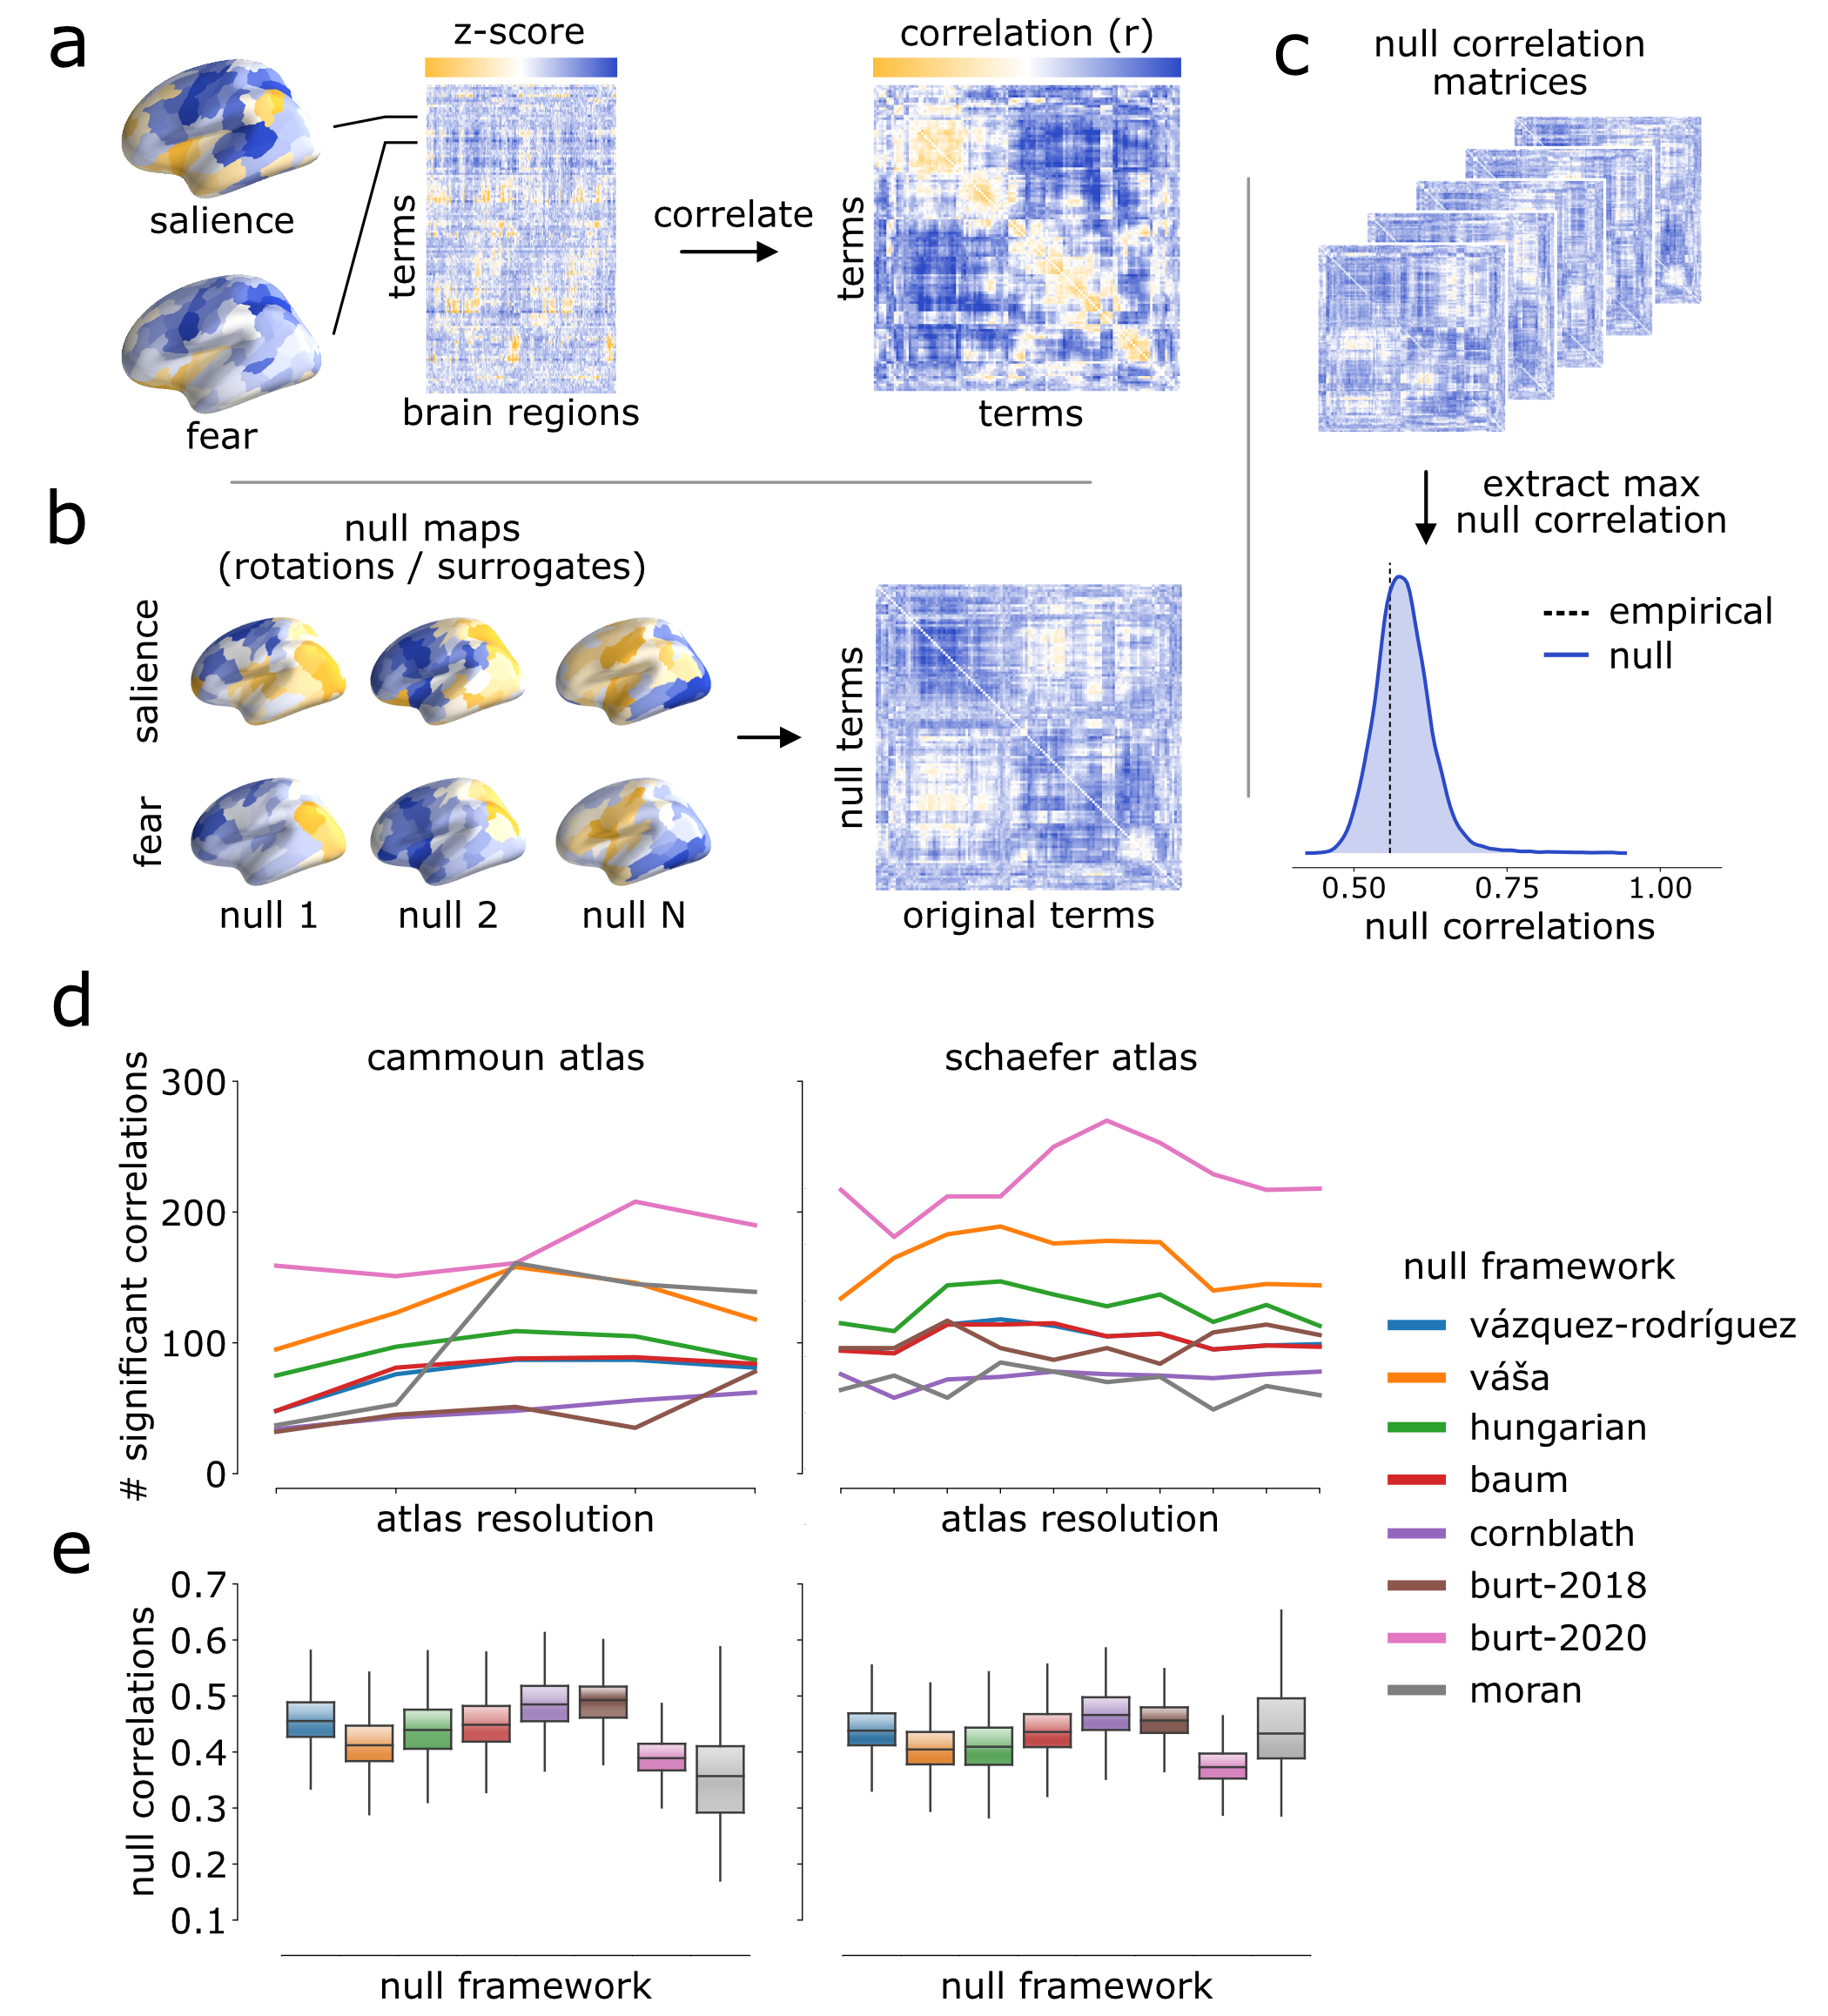 a
z-score
correlation (r)
terms
brain regions
salience
fear
correlate
terms
terms
c
null correlation
matrices
extract max
null correlation
empirical
null
0.50
0.75
1.00
null correlations
b
null maps
(rotations / surrogates)
salience
fear
null 1
null 2
null N
null terms
original terms
d
cammoun atlas
schaefer atlas
# significant correlations
300
200
100
0
atlas resolution
atlas resolution
null framework
vázquez-rodríguez
váša
hungarian
baum
cornblath
burt-2018
burt-2020
moran
e
null correlations
0.7
0.6
0.5
0.4
0.3
0.2
0.1
null framework
null framework